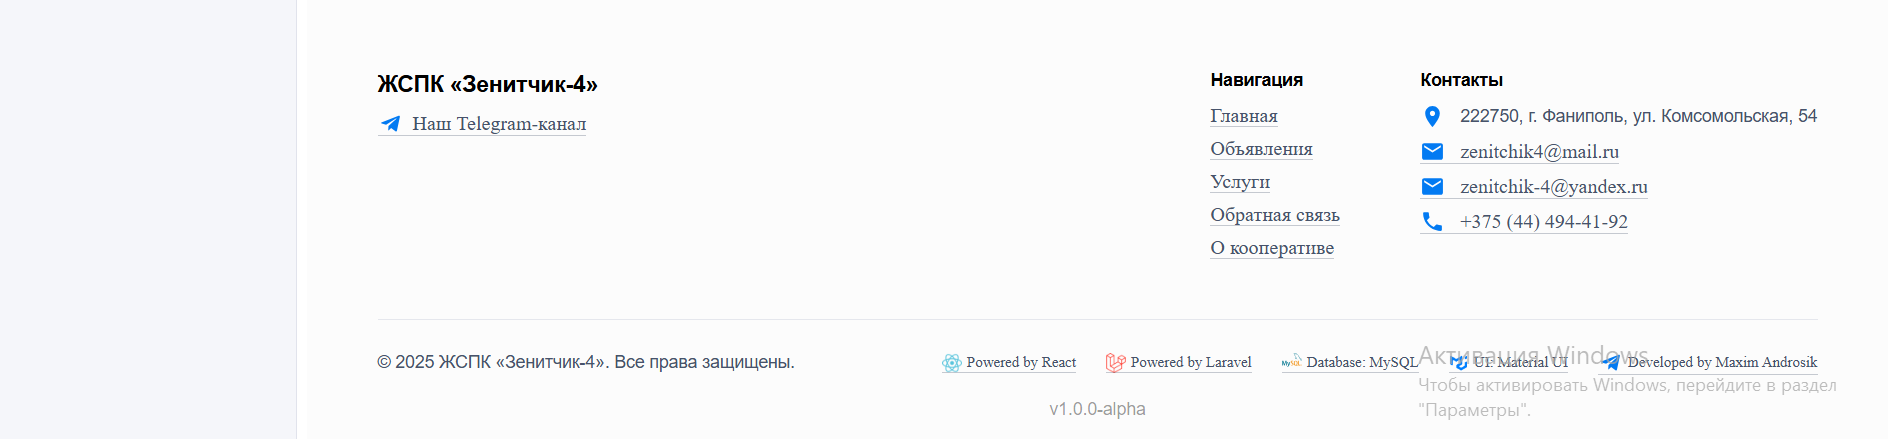 ЖСПК «Зенитчик-4»
Наш Telegram-канал
Навигация
Главная
Объявления
Услуги
Обратная связь
О кооперативе
Контакты
222750, г. Фаниполь, ул. Комсомольская, 54
zenitchik4@mail.ru
zenitchik-4@yandex.ru
+375 (44) 494-41-92
© 2025 ЖСПК «Зенитчик-4». Все права защищены.
Powered by React
Powered by Laravel
MySQL
Database: MySQL
UI: Material UI
Developed by Maxim Androsik
v1.0.0-alpha
Активация Windows
Чтобы активировать Windows, перейдите в раздел
"Параметры".